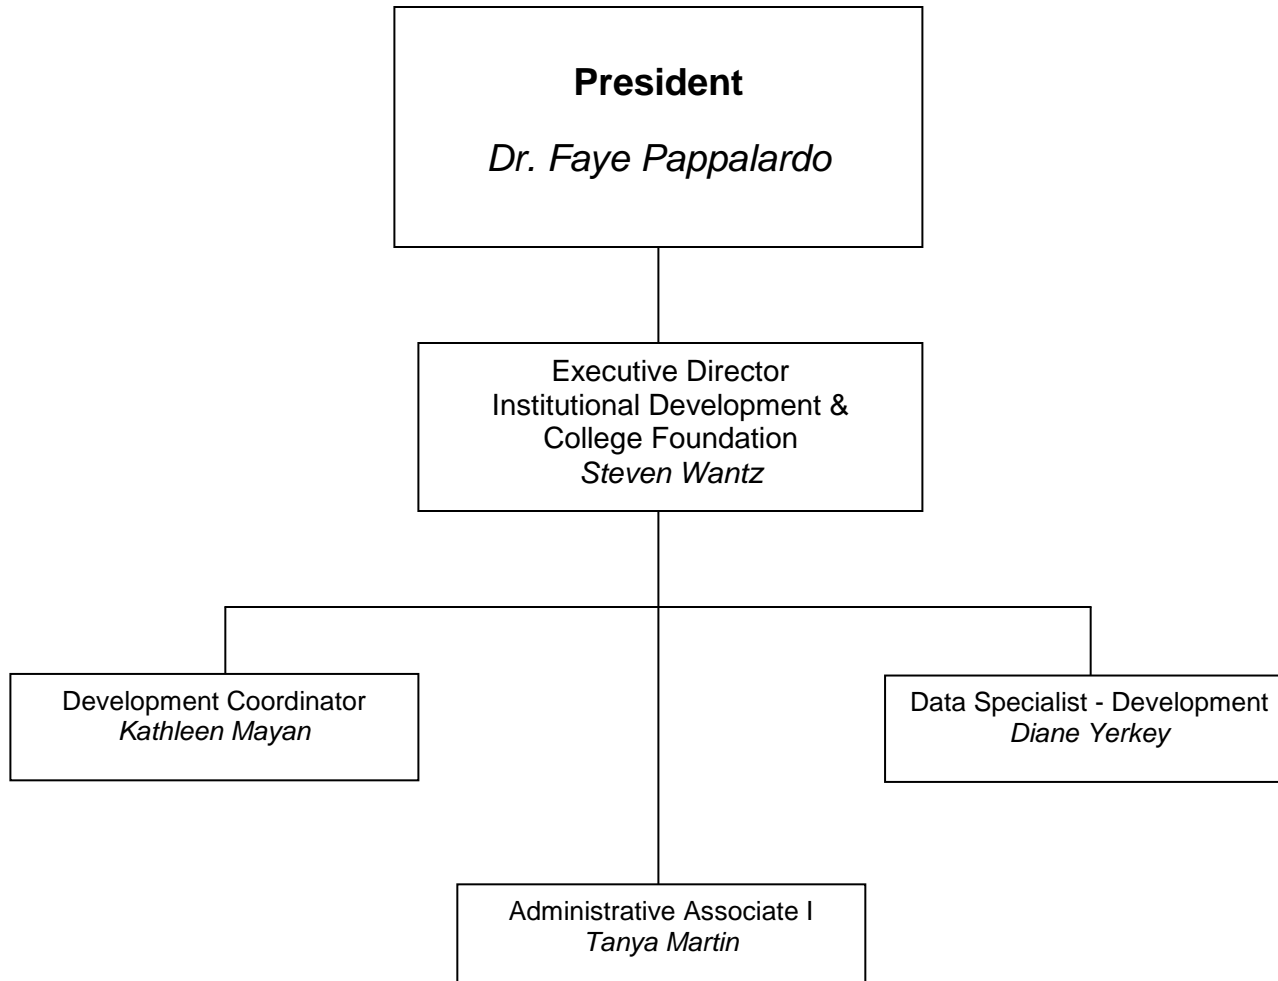 President
Dr. Faye Pappalardo
Executive Director
Institutional Development &
College Foundation
Steven Wantz
Development Coordinator
Kathleen Mayan
Data Specialist - Development
Diane Yerkey
Administrative Associate I
Tanya Martin